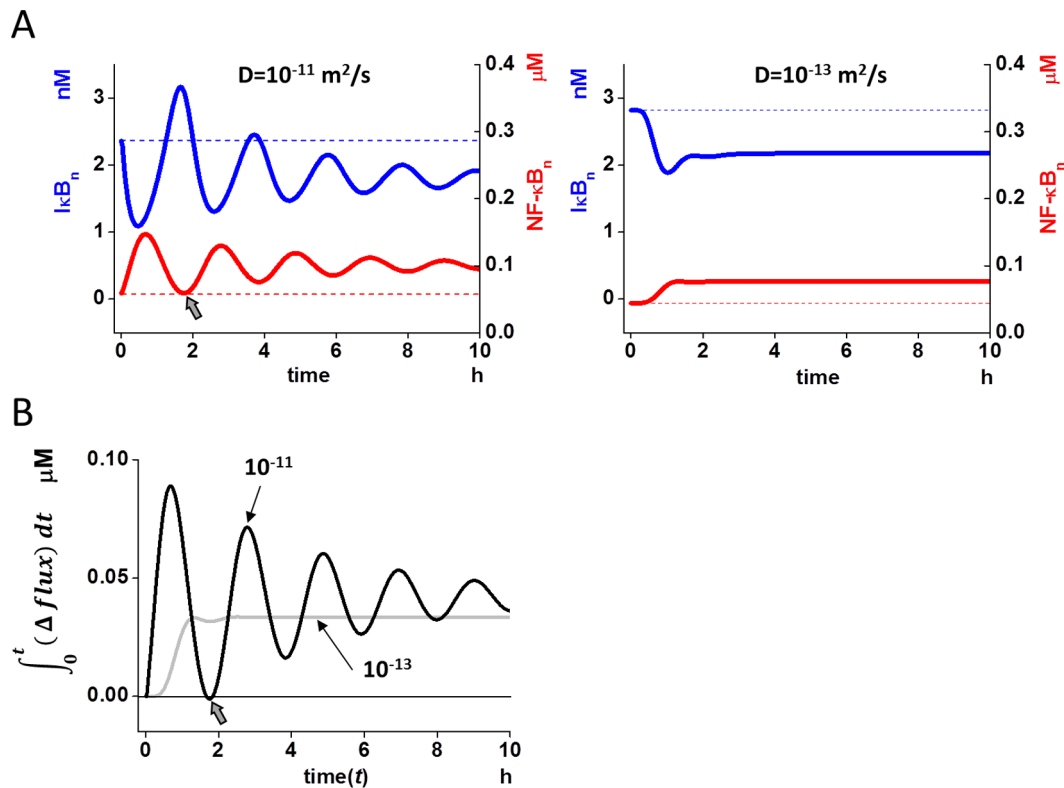 A
D=10⁻¹¹ m²/s
nM
IκBₙ
3
2
1
0
0.4
0.3
0.2
0.1
0.0
μM
NF-κBₙ
0 2 4 6 8 10
time h
D=10⁻¹³ m²/s
nM
IκBₙ
3
2
1
0
0.4
0.3
0.2
0.1
0.0
μM
NF-κBₙ
0 2 4 6 8 10
time h
B
∫₀ᵗ (Δ flux) dt μM
0.10
0.05
0.00
10⁻¹¹
10⁻¹³
0 2 4 6 8 10
time(t) h